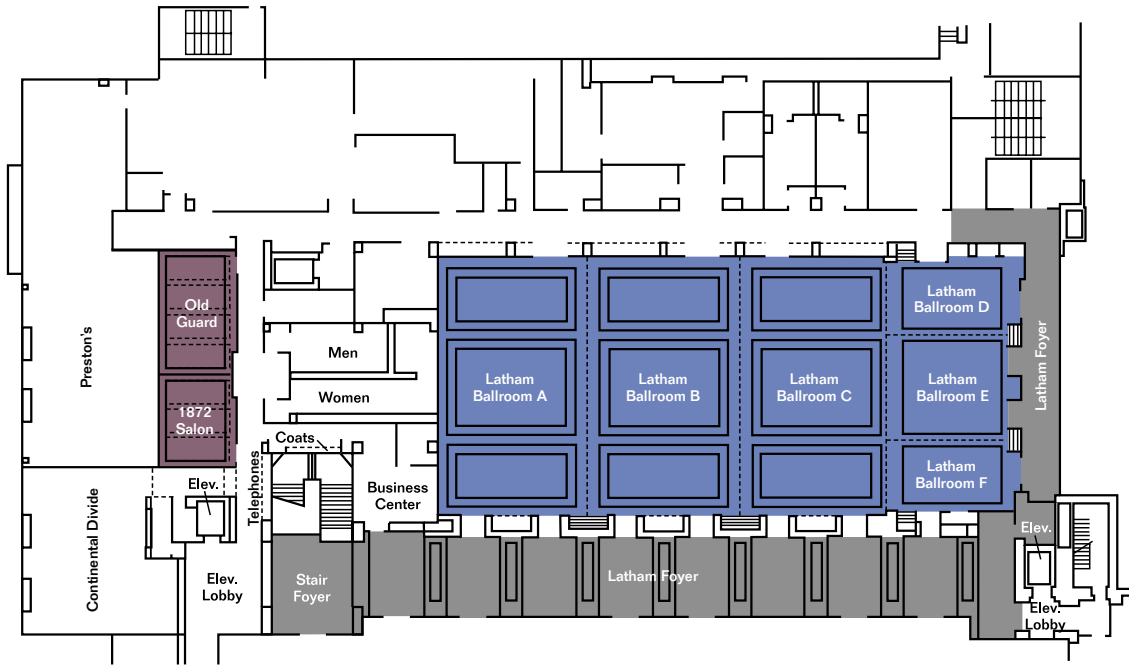 Preston's
Old
Guard
1872
Salon
Men
Women
Coats
Telephones
Elev.
Business
Center
Continental Divide
Elev.
Lobby
Stair
Foyer
Latham
Ballroom A
Latham
Ballroom B
Latham
Ballroom C
Latham
Ballroom D
Latham
Ballroom E
Latham
Ballroom F
Latham Foyer
Latham Foyer
Elev.
Elev.
Lobby